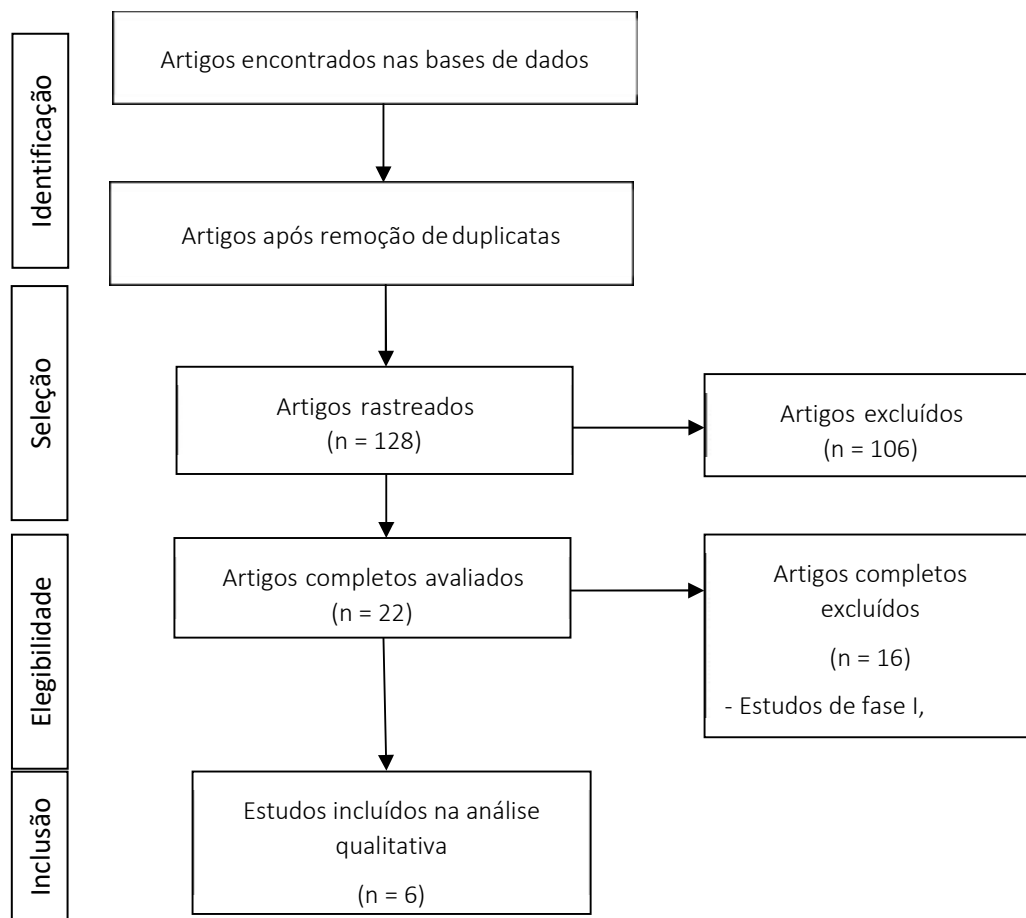 Identificação
Artigos encontrados nas bases de dados
Artigos após remoção de duplicatas
Seleção
Artigos rastreados
(n = 128)
Artigos excluídos
(n = 106)
Elegibilidade
Artigos completos avaliados
(n = 22)
Artigos completos
excluídos
(n = 16)
- Estudos de fase I,
Inclusão
Estudos incluídos na análise
qualitativa
(n = 6)